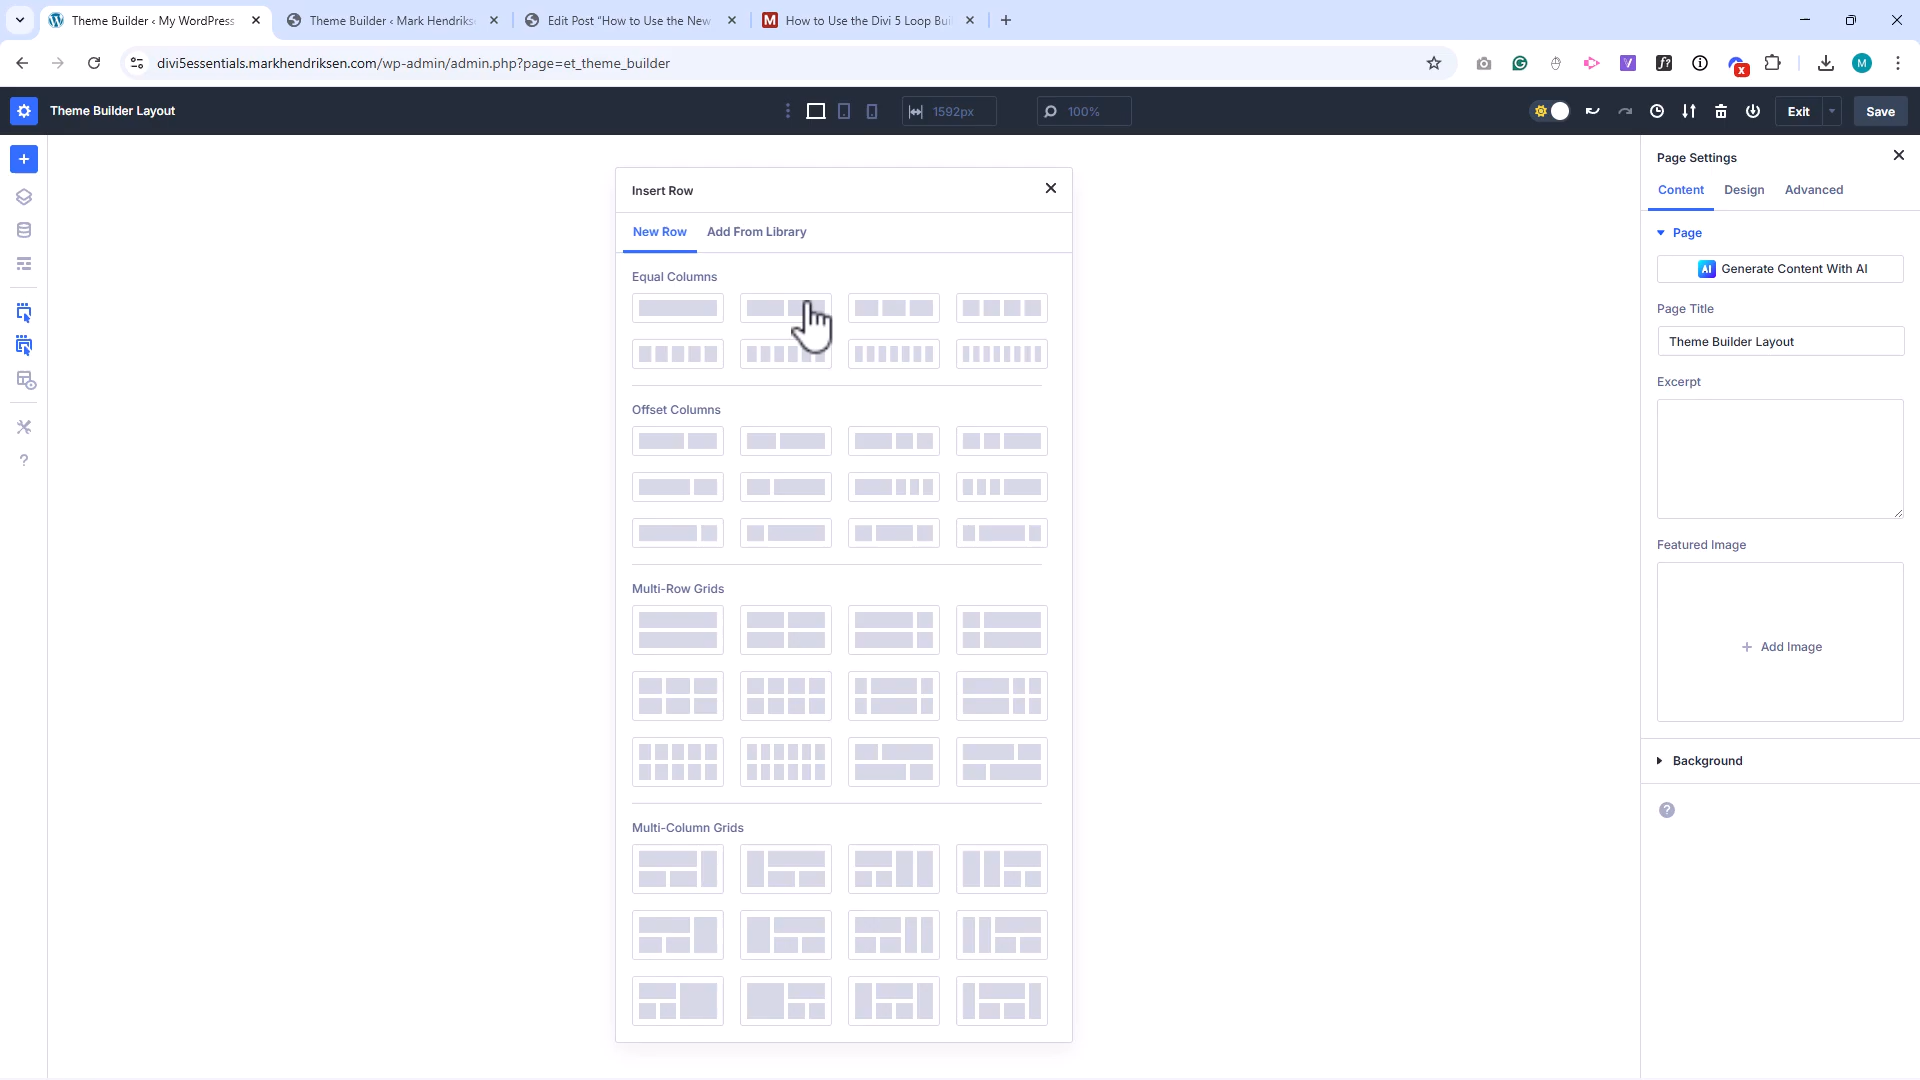 Theme Builder ‹ My WordPress
Theme Builder ‹ Mark Hendriks
Edit Post "How to Use the New
M How to Use the Divi 5 Loop Bui
divi5essentials.markhendriksen.com/wp-admin/admin.php?page=et_theme_builder
M
Theme Builder Layout
1592px
100%
Exit
Save
Insert Row
New Row
Add From Library
Equal Columns
Offset Columns
Multi-Row Grids
Multi-Column Grids
Page Settings
Content
Design
Advanced
Page
AI Generate Content With AI
Page Title
Theme Builder Layout
Excerpt
Featured Image
+ Add Image
Background
?